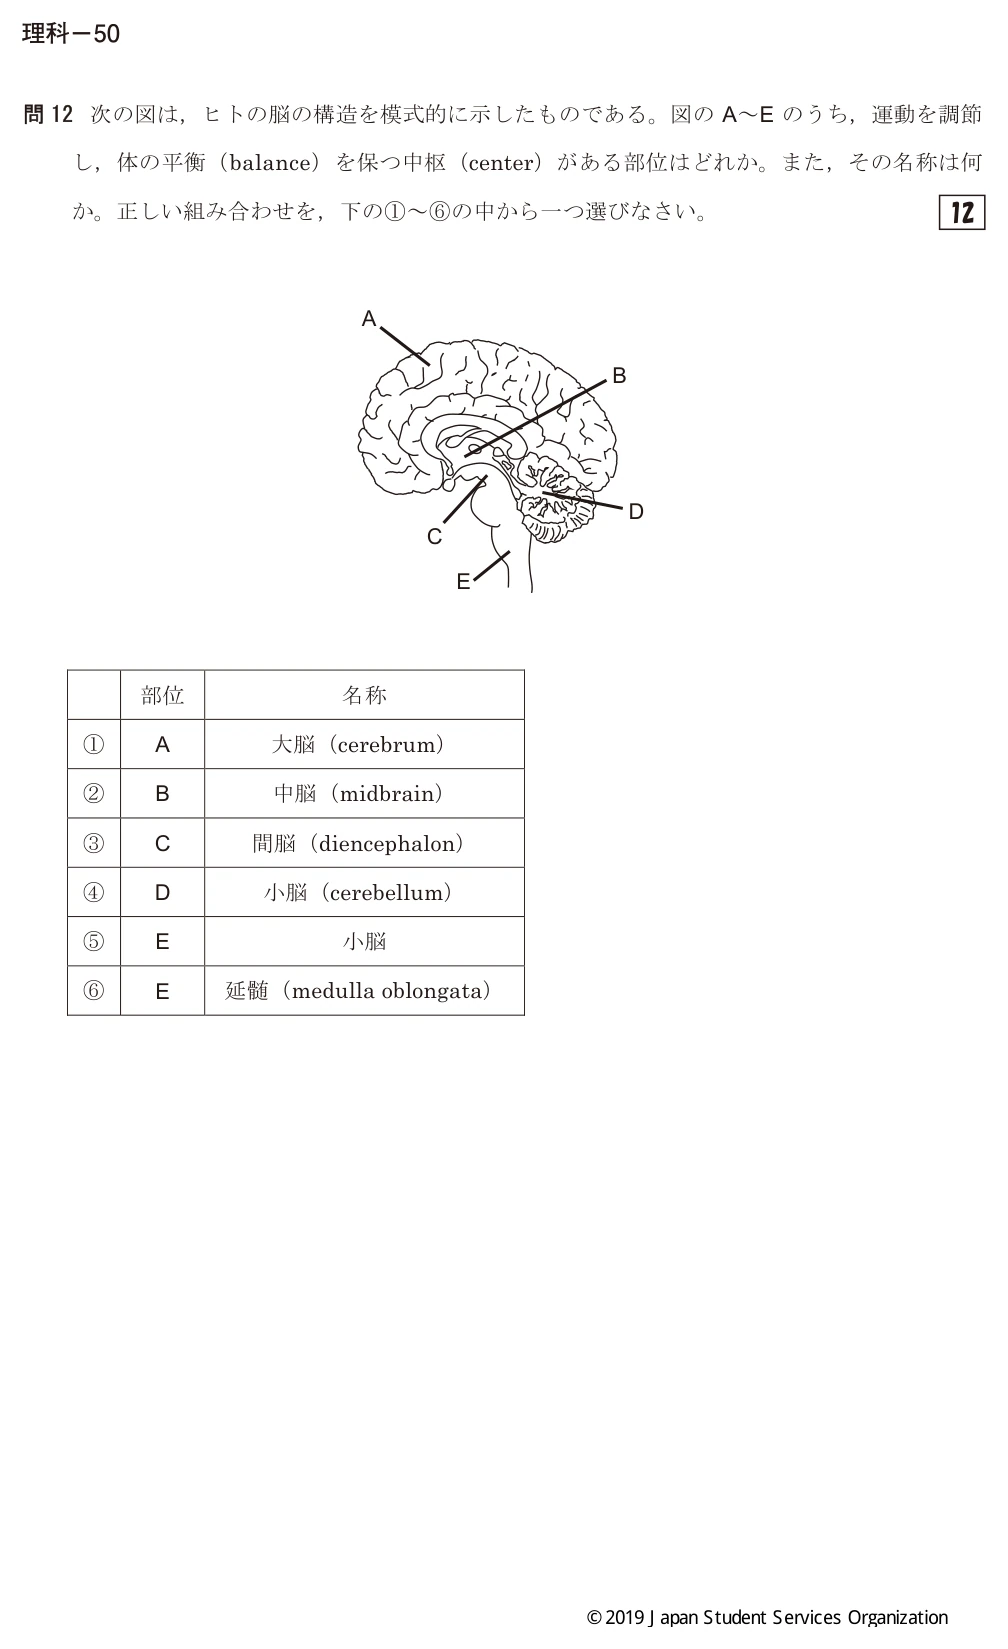 理科－50
問 12 次の図は，ヒトの脳の構造を模式的に示したものである。図の A～E のうち，運動を調節
し，体の平衡（balance）を保つ中枢（center）がある部位はどれか。また，その名称は何
か。正しい組み合わせを，下の①～⑥の中から一つ選びなさい。 12
A
B
D
C
E
部位 名称
① A 大脳（cerebrum）
② B 中脳（midbrain）
③ C 間脳（diencephalon）
④ D 小脳（cerebellum）
⑤ E 小脳
⑥ E 延髄（medulla oblongata）
© 2019 Japan Student Services Organization